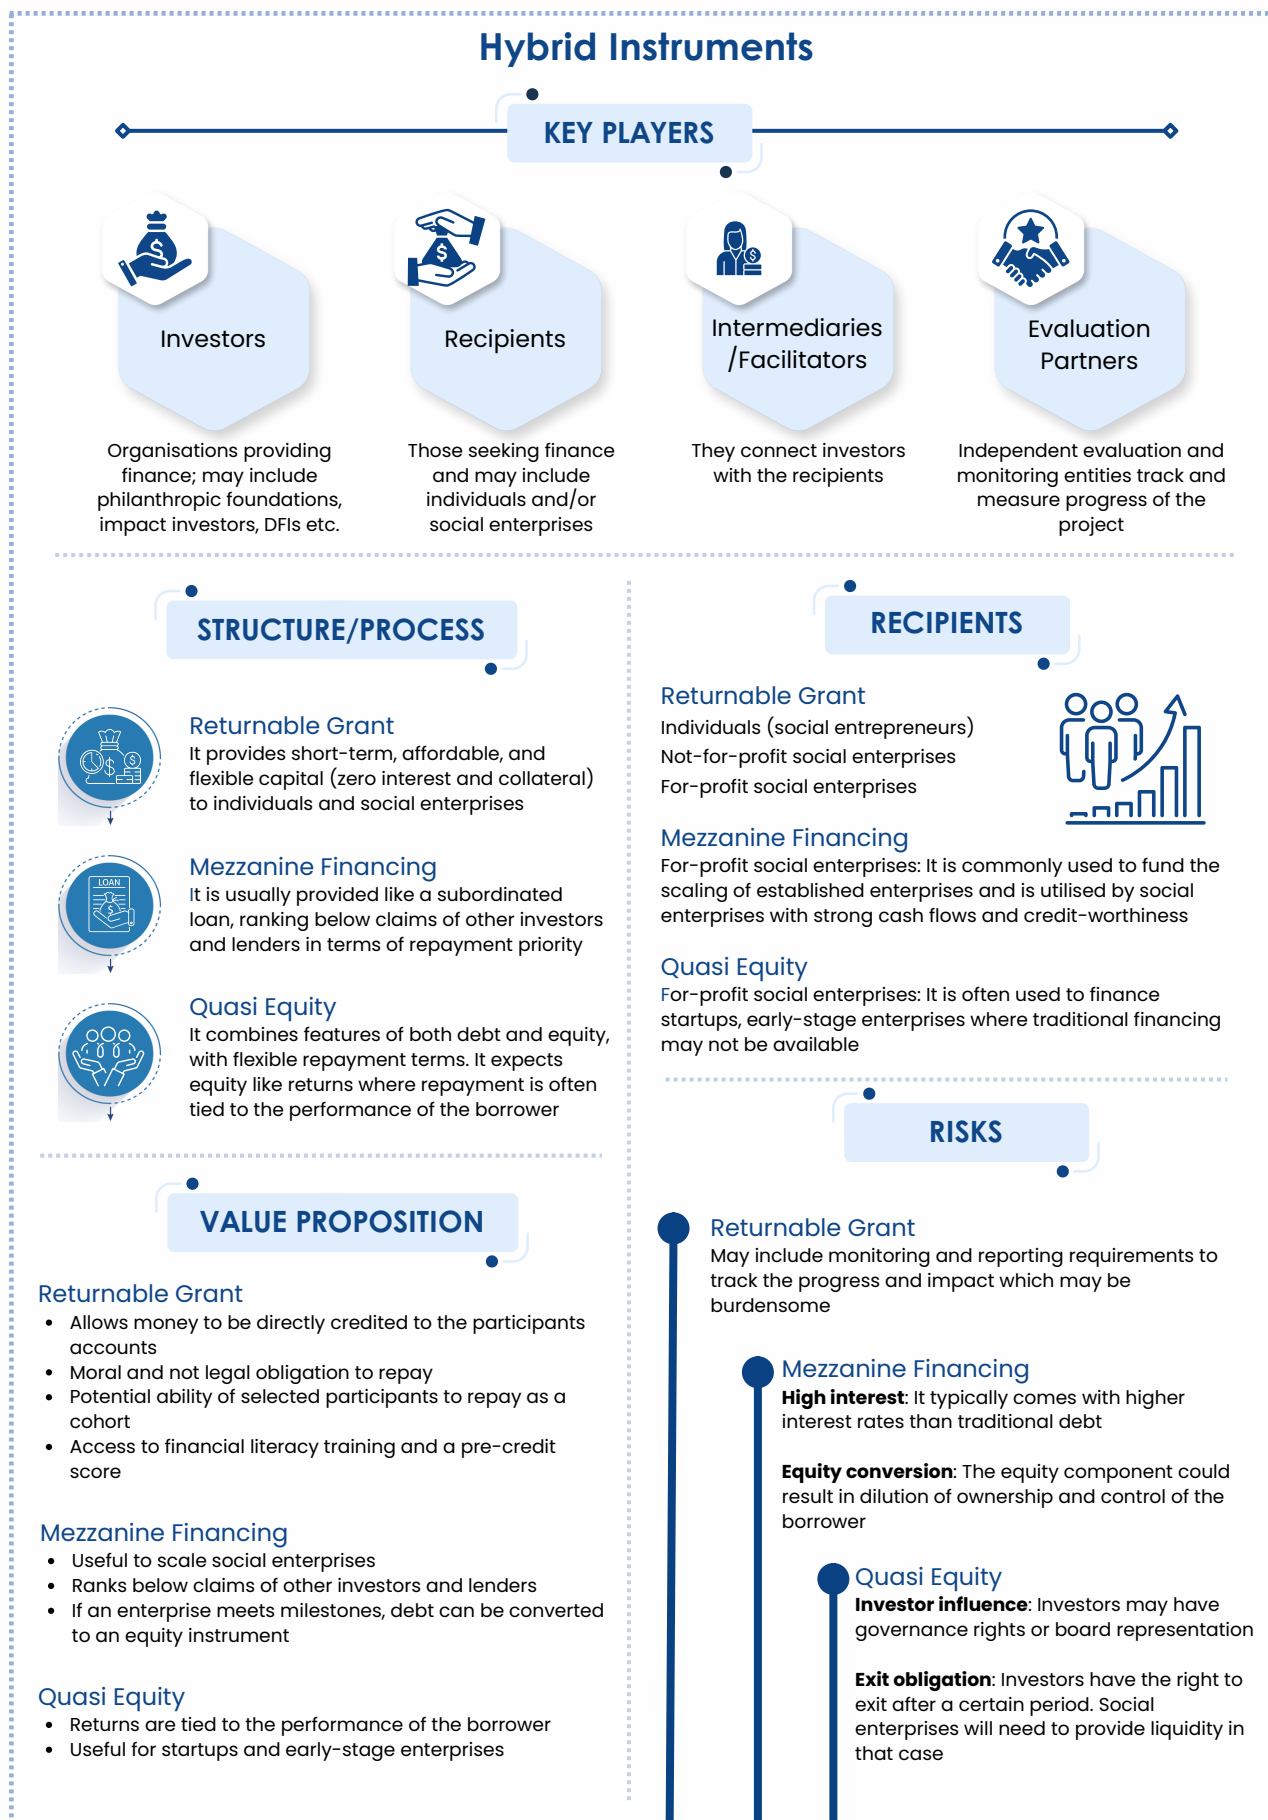 Hybrid Instruments
KEY PLAYERS
Investors
Organisations providing
finance; may include
philanthropic foundations,
impact investors, DFIs etc.
Recipients
Those seeking finance
and may include
individuals and/or
social enterprises
Intermediaries
/Facilitators
They connect investors
with the recipients
Evaluation
Partners
Independent evaluation and
monitoring entities track and
measure progress of the
project
STRUCTURE/PROCESS
Returnable Grant
It provides short-term, affordable, and
flexible capital (zero interest and collateral)
to individuals and social enterprises
LOAN
Mezzanine Financing
It is usually provided like a subordinated
loan, ranking below claims of other investors
and lenders in terms of repayment priority
Quasi Equity
It combines features of both debt and equity,
with flexible repayment terms. It expects
equity like returns where repayment is often
tied to the performance of the borrower
VALUE PROPOSITION
Returnable Grant
• Allows money to be directly credited to the participants
accounts
• Moral and not legal obligation to repay
• Potential ability of selected participants to repay as a
cohort
• Access to financial literacy training and a pre-credit
score
Mezzanine Financing
• Useful to scale social enterprises
• Ranks below claims of other investors and lenders
• If an enterprise meets milestones, debt can be converted
to an equity instrument
Quasi Equity
• Returns are tied to the performance of the borrower
• Useful for startups and early-stage enterprises
RECIPIENTS
Returnable Grant
Individuals (social entrepreneurs)
Not-for-profit social enterprises
For-profit social enterprises
Mezzanine Financing
For-profit social enterprises: It is commonly used to fund the
scaling of established enterprises and is utilised by social
enterprises with strong cash flows and credit-worthiness
Quasi Equity
For-profit social enterprises: It is often used to finance
startups, early-stage enterprises where traditional financing
may not be available
RISKS
Returnable Grant
May include monitoring and reporting requirements to
track the progress and impact which may be
burdensome
Mezzanine Financing
High interest: It typically comes with higher
interest rates than traditional debt
Equity conversion: The equity component could
result in dilution of ownership and control of the
borrower
Quasi Equity
Investor influence: Investors may have
governance rights or board representation
Exit obligation: Investors have the right to
exit after a certain period. Social
enterprises will need to provide liquidity in
that case